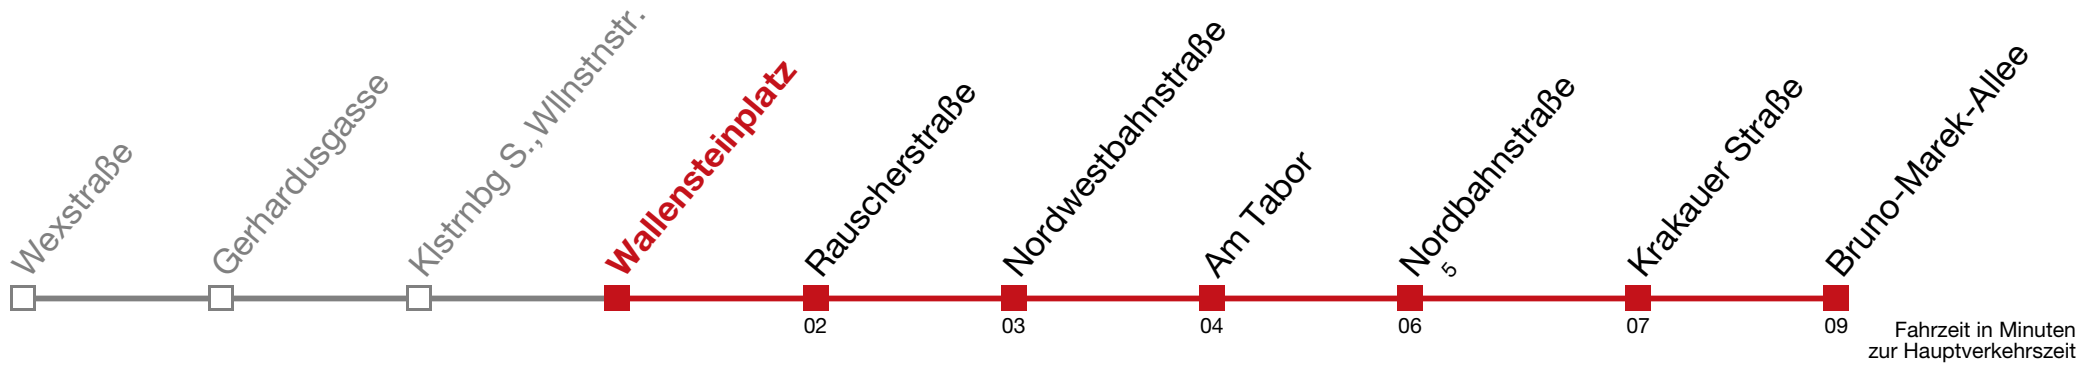 Wexstraße
Gerhardusgasse
Klstrnbg S., Wllnstnstr.
Wallensteinplatz
Rauscherstraße
Nordwestbahnstraße
Am Tabor
Nordbahnstraße
5
Krakauer Straße
Bruno-Marek-Allee
02
03
04
06
07
09
Fahrzeit in Minuten
zur Hauptverkehrszeit